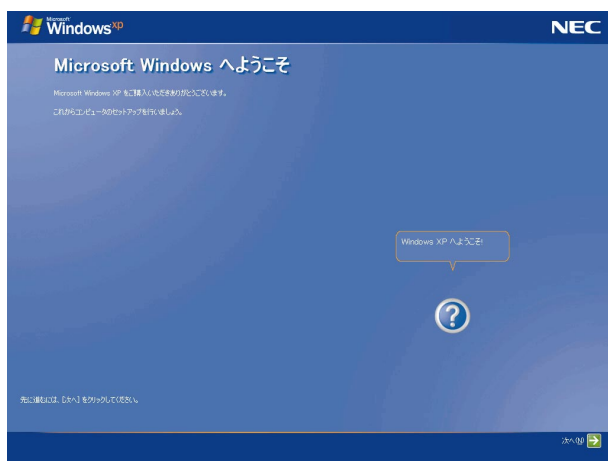 Microsoft
Windows xp
NEC
Microsoft Windows へようこそ
Microsoft Windows XP をご購入いただきありがとうございます。
これからコンピュータのセットアップを行いましょう。
Windows XP へようこそ!
先に進むには、[次へ] をクリックしてください。
次へ(N)